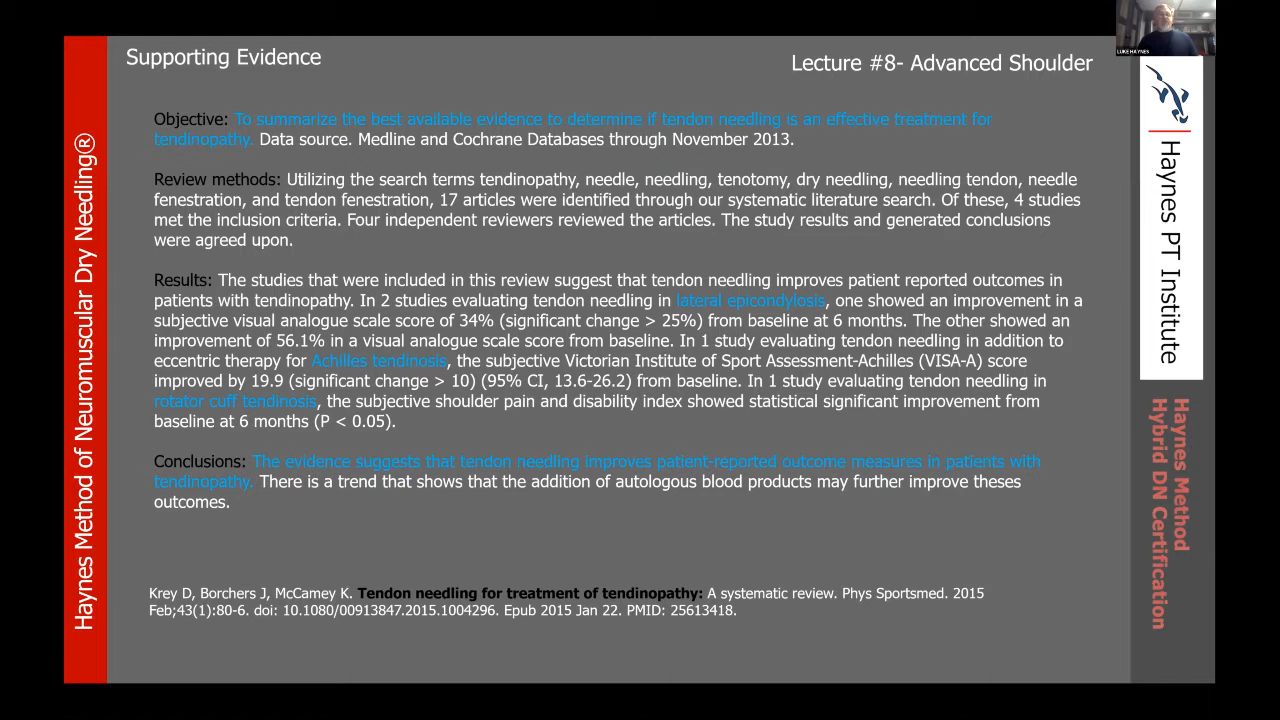 LUKE HAYNES
Supporting Evidence
Lecture #8- Advanced Shoulder
Objective: To summarize the best available evidence to determine if tendon needling is an effective treatment for
tendinopathy. Data source. Medline and Cochrane Databases through November 2013.
Review methods: Utilizing the search terms tendinopathy, needle, needling, tenotomy, dry needling, needling tendon, needle
fenestration, and tendon fenestration, 17 articles were identified through our systematic literature search. Of these, 4 studies
met the inclusion criteria. Four independent reviewers reviewed the articles. The study results and generated conclusions
were agreed upon.
Results: The studies that were included in this review suggest that tendon needling improves patient reported outcomes in
patients with tendinopathy. In 2 studies evaluating tendon needling in lateral epicondylosis, one showed an improvement in a
subjective visual analogue scale score of 34% (significant change > 25%) from baseline at 6 months. The other showed an
improvement of 56.1% in a visual analogue scale score from baseline. In 1 study evaluating tendon needling in addition to
eccentric therapy for Achilles tendinosis, the subjective Victorian Institute of Sport Assessment-Achilles (VISA-A) score
improved by 19.9 (significant change > 10) (95% CI, 13.6-26.2) from baseline. In 1 study evaluating tendon needling in
rotator cuff tendinosis, the subjective shoulder pain and disability index showed statistical significant improvement from
baseline at 6 months (P < 0.05).
Conclusions: The evidence suggests that tendon needling improves patient-reported outcome measures in patients with
tendinopathy. There is a trend that shows that the addition of autologous blood products may further improve theses
outcomes.
Krey D, Borchers J, McCamey K. Tendon needling for treatment of tendinopathy: A systematic review. Phys Sportsmed. 2015
Feb;43(1):80-6. doi: 10.1080/00913847.2015.1004296. Epub 2015 Jan 22. PMID: 25613418.
Haynes Method of Neuromuscular Dry Needling®
Haynes PT Institute
Haynes Method
Hybrid DN Certification